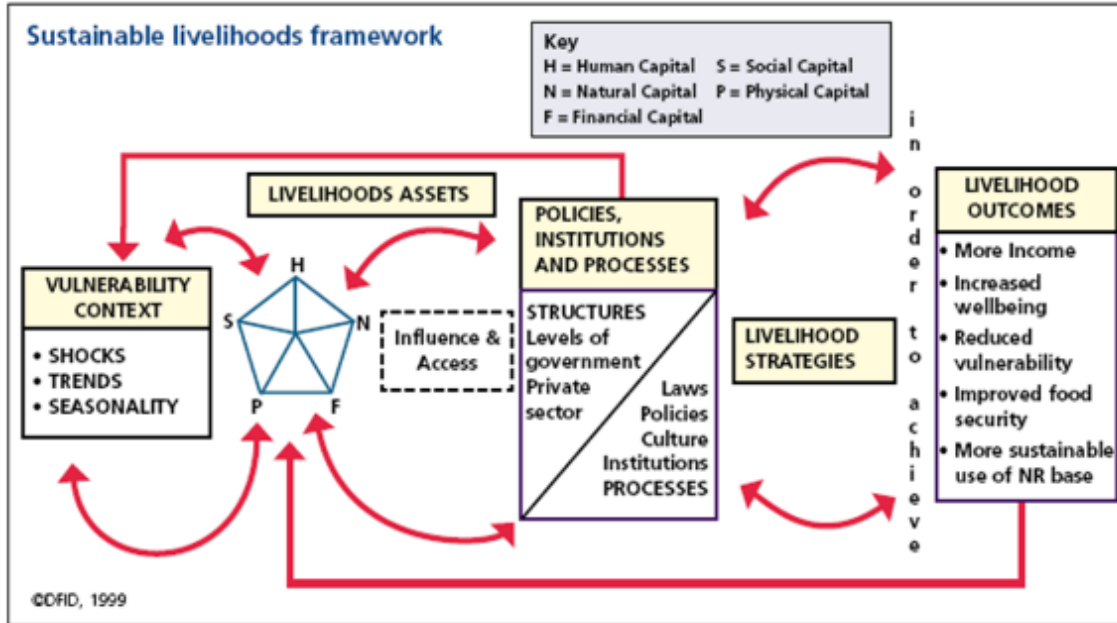 Sustainable livelihoods framework
Key
H = Human Capital S = Social Capital
N = Natural Capital P = Physical Capital
F = Financial Capital
LIVELIHOODS ASSETS
VULNERABILITY
CONTEXT
• SHOCKS
• TRENDS
• SEASONALITY
H
S
N
P
F
Influence &
Access
POLICIES,
INSTITUTIONS
AND PROCESSES
STRUCTURES
Levels of
government
Private
sector
Laws
Policies
Culture
Institutions
PROCESSES
LIVELIHOOD
STRATEGIES
in order to achieve
LIVELIHOOD
OUTCOMES
• More Income
• Increased
wellbeing
• Reduced
vulnerability
• Improved food
security
• More sustainable
use of NR base
©DFID, 1999